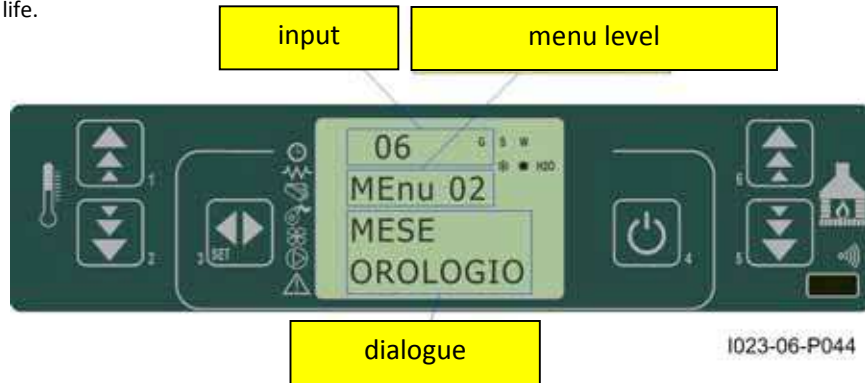 life.
input
menu level
06
G S W
H2O
MEnu 02
MESE
OROLOGIO
1
2
3 SET
4
6
5
dialogue
I023-06-P044